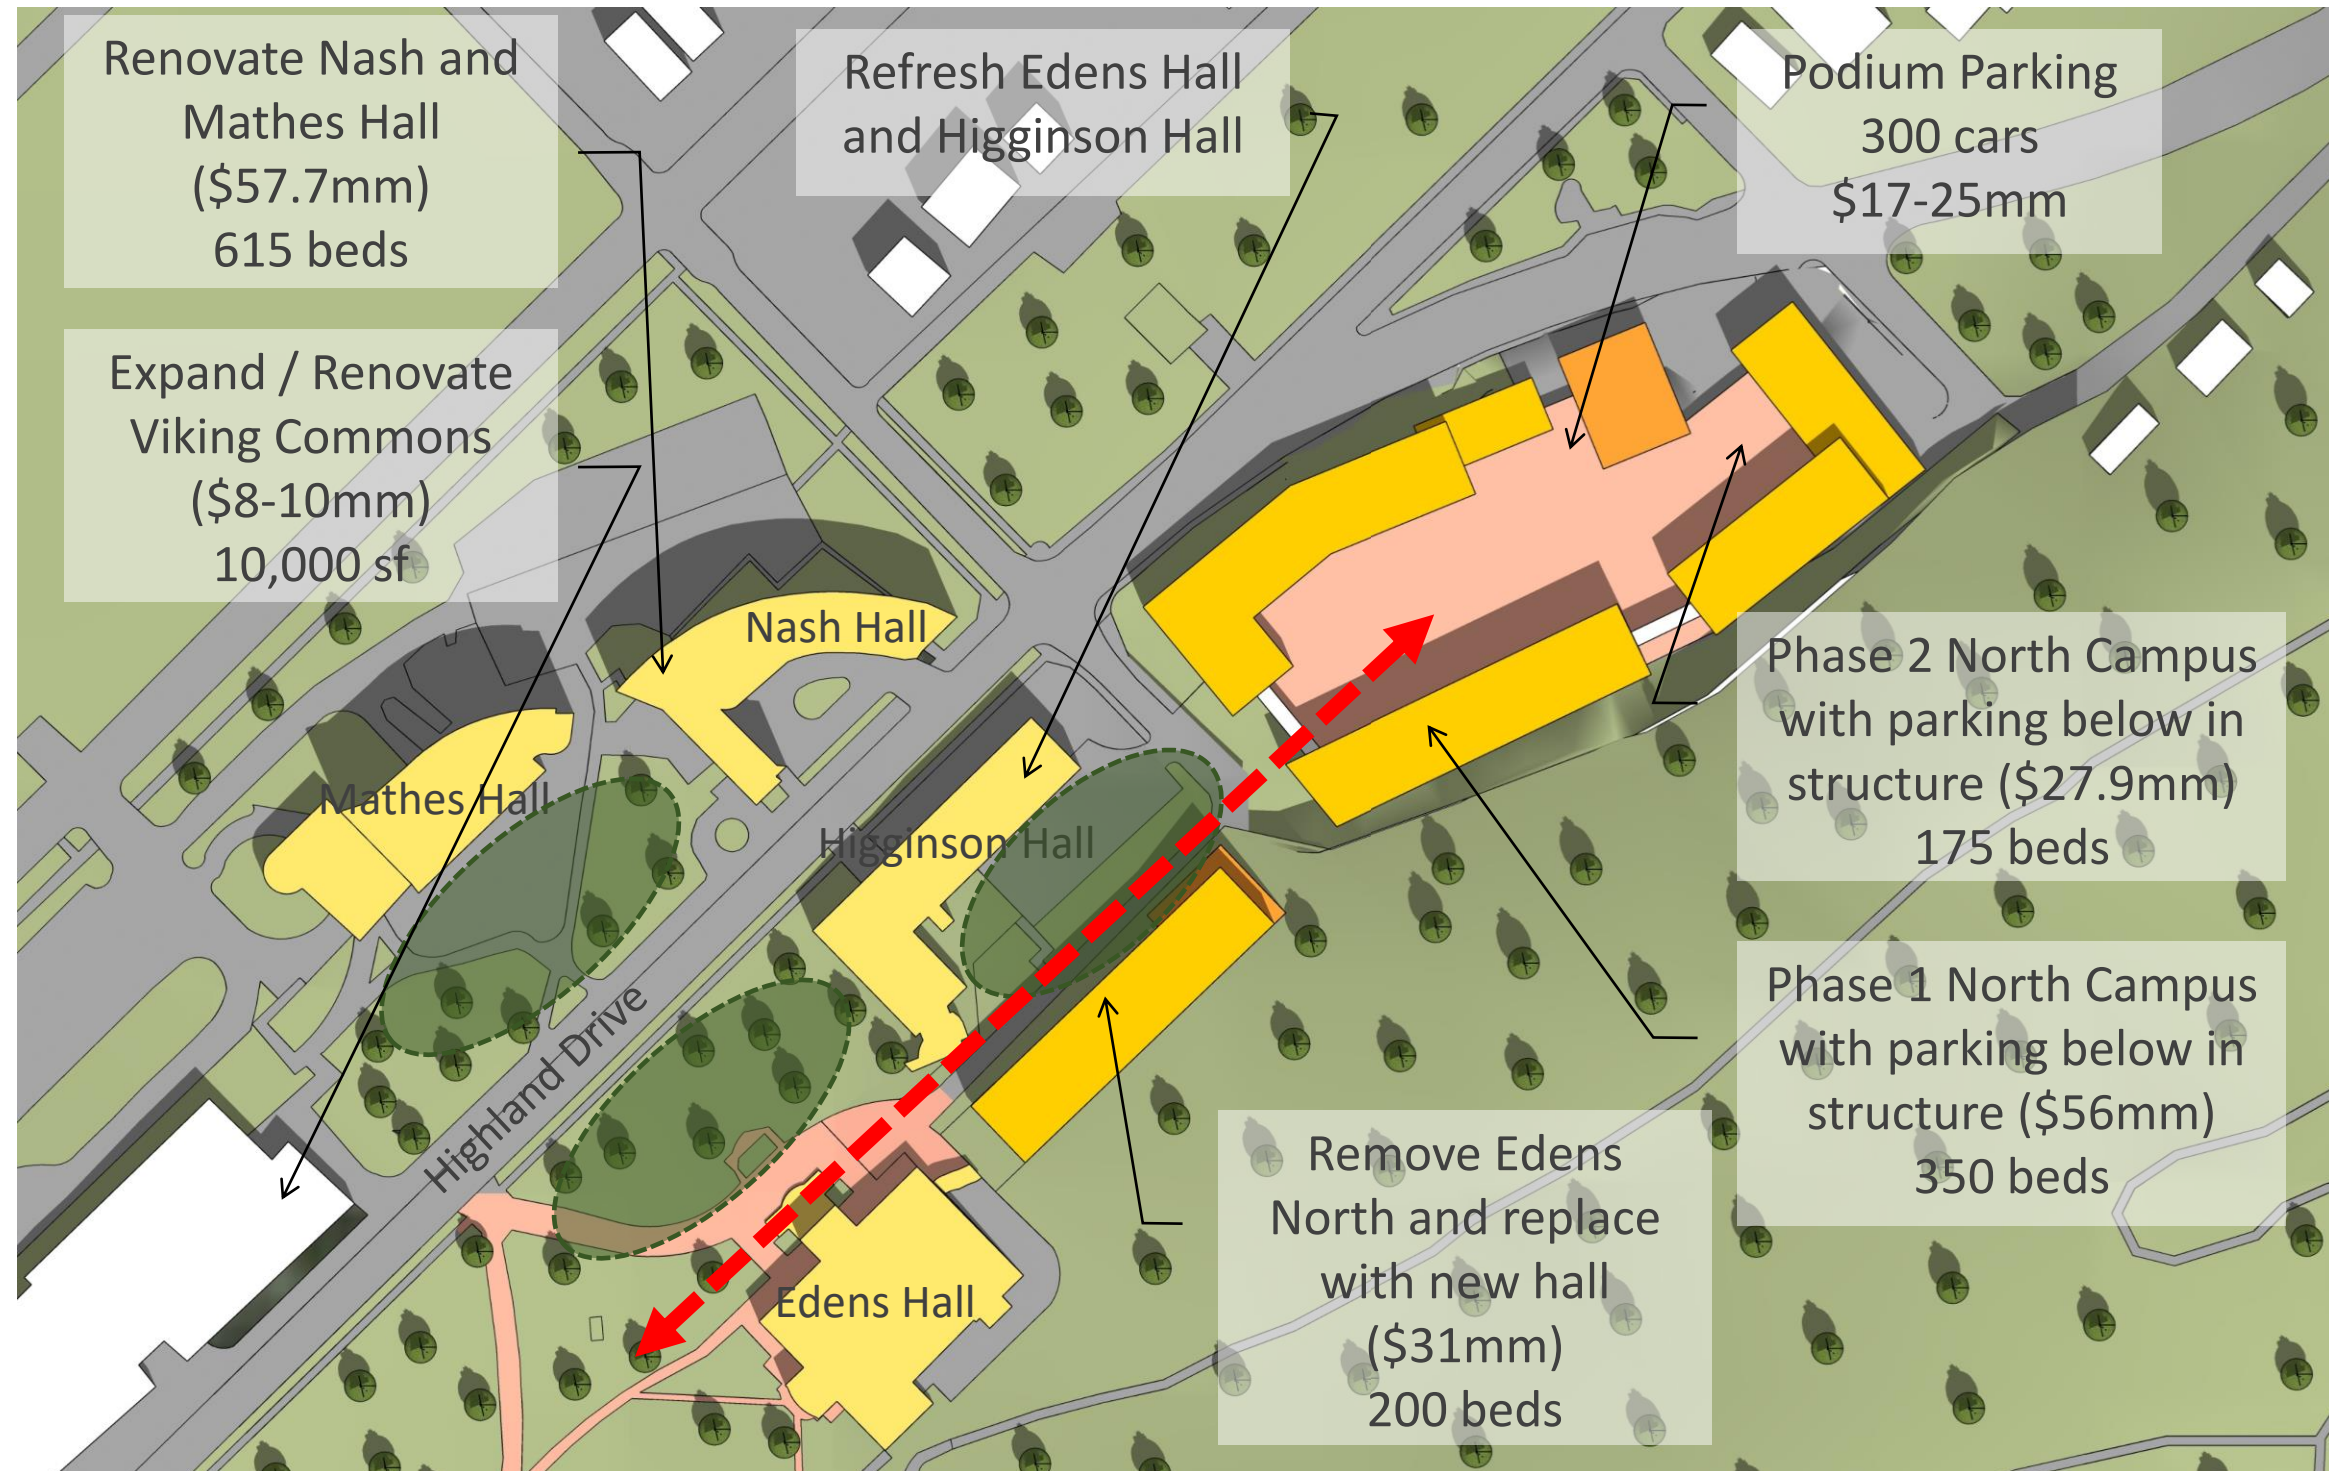 Renovate Nash and
Mathes Hall
($57.7mm)
615 beds
Refresh Edens Hall
and Higginson Hall
Podium Parking
300 cars
$17-25mm
Expand / Renovate
Viking Commons
($8-10mm)
10,000 sf
Nash Hall
Mathes Hall
Higginson Hall
Phase 2 North Campus
with parking below in
structure ($27.9mm)
175 beds
Highland Drive
Phase 1 North Campus
with parking below in
structure ($56mm)
350 beds
Remove Edens
North and replace
with new hall
($31mm)
200 beds
Edens Hall